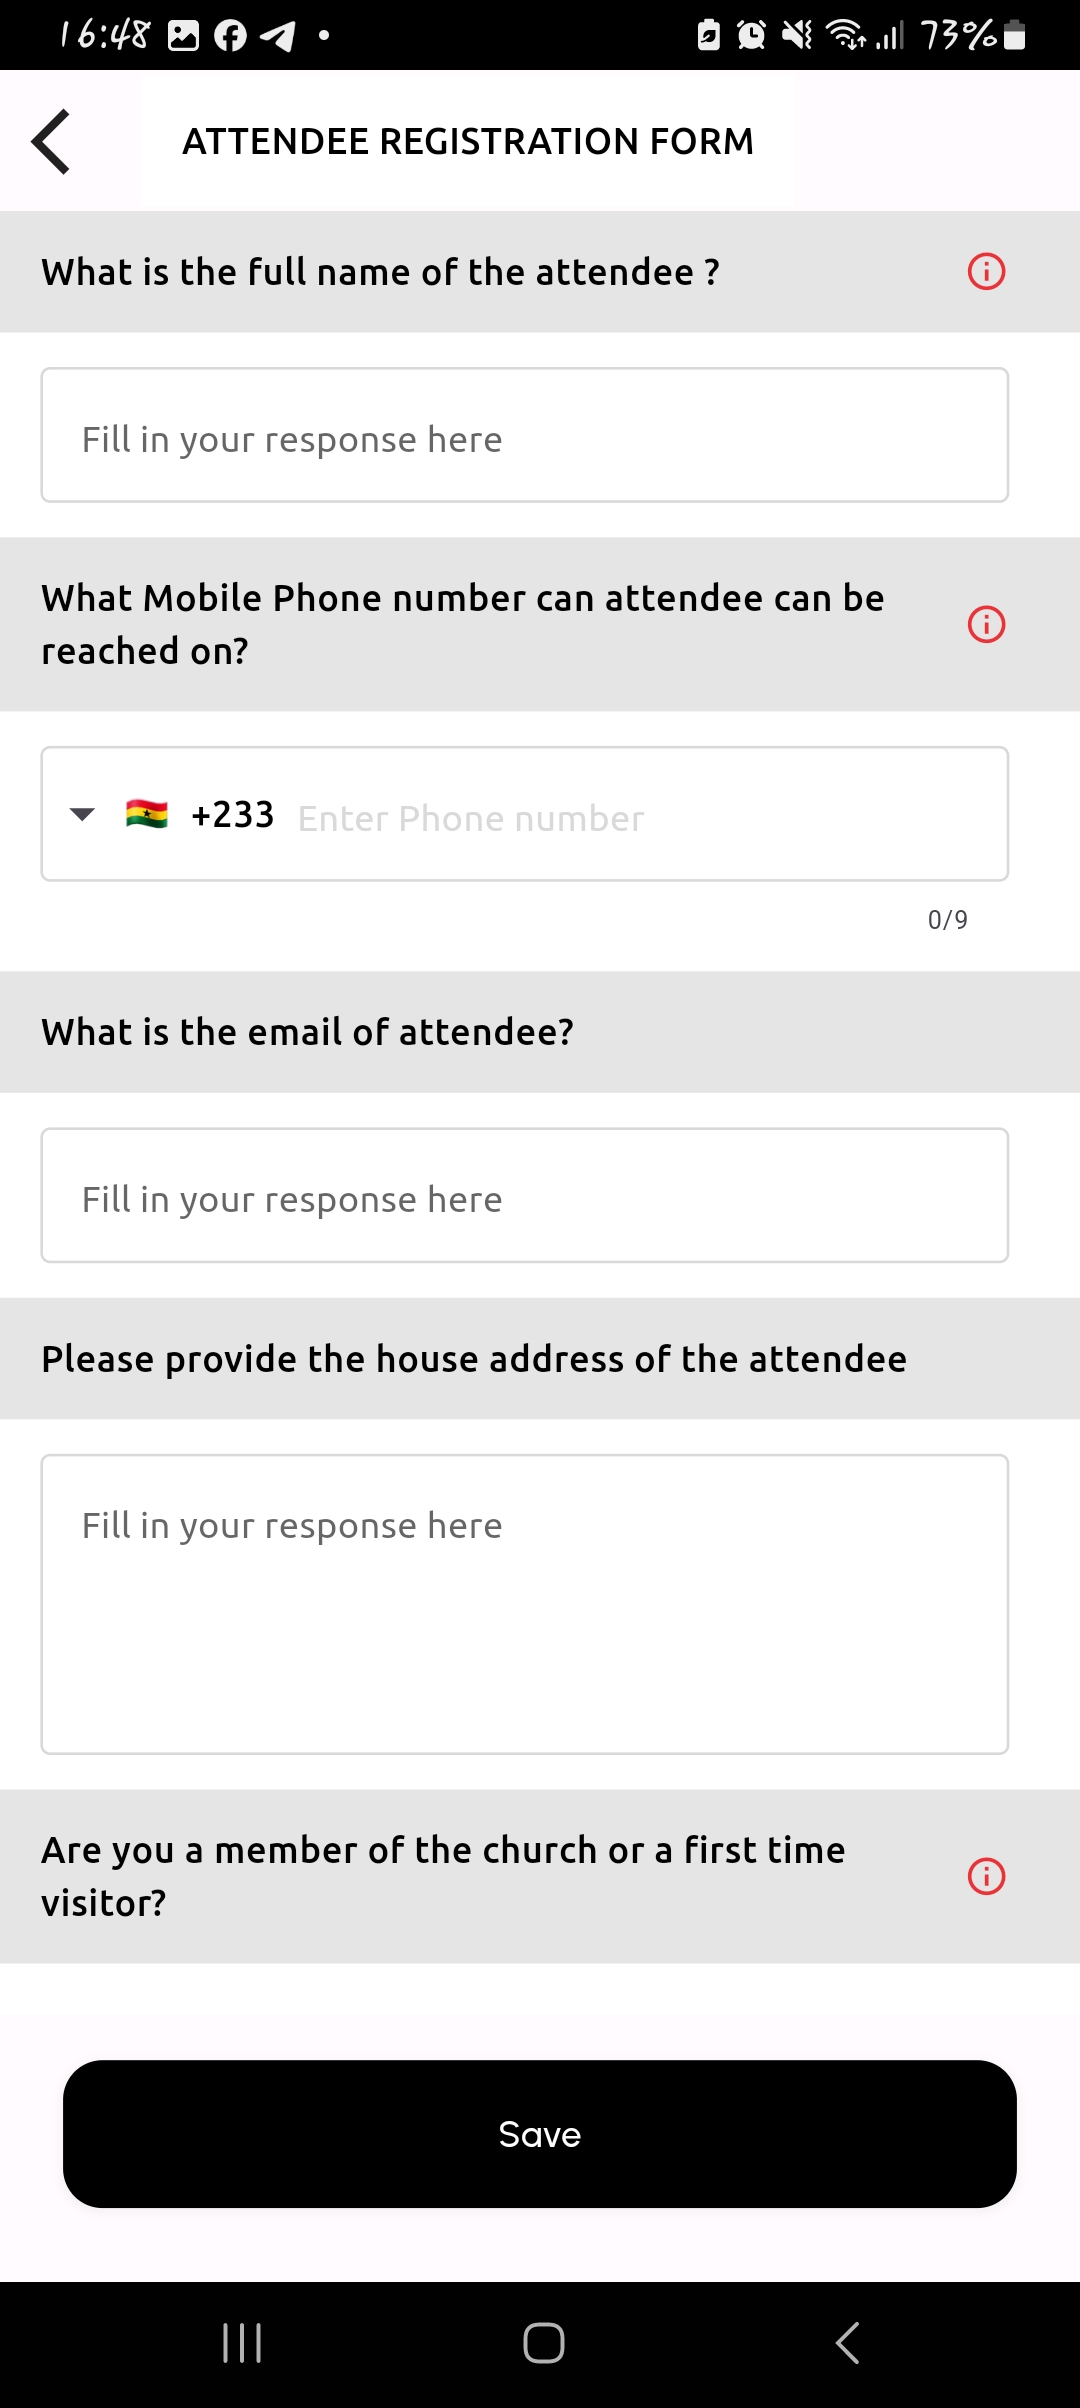 16:48 73%
ATTENDEE REGISTRATION FORM
What is the full name of the attendee ?
Fill in your response here
What Mobile Phone number can attendee can be
reached on?
+233 Enter Phone number
0/9
What is the email of attendee?
Fill in your response here
Please provide the house address of the attendee
Fill in your response here
Are you a member of the church or a first time
visitor?
Save